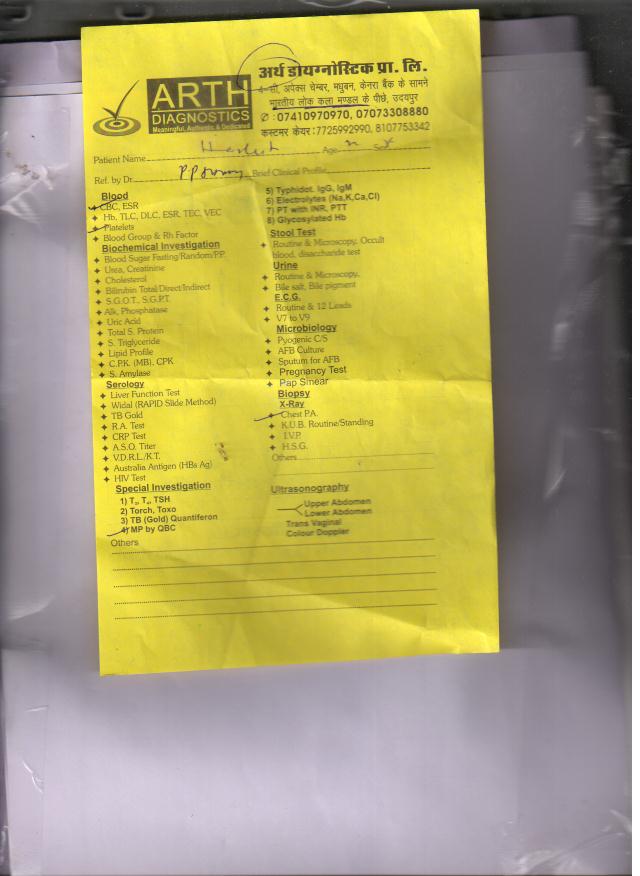 ARTH
DIAGNOSTICS
Meaningful, Authentic & Dedicated
अर्थ डोयग्नोस्टिक प्रा. लि.
4-सी, अपेक्स चेम्बर, मधुबन, केनरा बैंक के सामने
भारतीय लोक कला मण्डल के पीछे, उदयपुर
✆ : 07410970970, 07073308880
कस्टमर केयर : 7725992990, 8107753342
Patient Name Age Sex
Ref. by Dr. Brief Clinical Profile
Blood
CBC, ESR
Hb, TLC, DLC, ESR, TEC, VEC
Platelets
Blood Group & Rh Factor
Biochemical Investigation
Blood Sugar Fasting/Random/P.P.
Urea, Creatinine
Cholesterol
Bilirubin Total/Direct/Indirect
S.G.O.T., S.G.P.T.
Alk. Phosphatase
Uric Acid
Total S. Protein
S. Triglyceride
Lipid Profile
C.P.K. (MB), CPK
S. Amylase
Serology
Liver Function Test
Widal (RAPID Slide Method)
TB Gold
R.A. Test
CRP Test
A.S.O. Titer
V.D.R.L./K.T.
Australia Antigen (HBs Ag)
HIV Test
Special Investigation
1) T₃, T₄, TSH
2) Torch, Toxo
3) TB (Gold) Quantiferon
4) MP by QBC
Others
5) Typhidot. IgG, IgM
6) Electrolytes (Na,K,Ca,Cl)
7) PT with INR, PTT
8) Glycosylated Hb
Stool Test
Routine & Microscopy, Occult
blood, disaccharide test
Urine
Routine & Microscopy,
Bile salt, Bile pigment
E.C.G.
Routine & 12 Leads
V7 to V9
Microbiology
Pyogenic C/S
AFB Culture
Sputum for AFB
Pregnancy Test
Pap Smear
Biopsy
X-Ray
Chest P.A.
K.U.B. Routine/Standing
I.V.P.
H.S.G.
Others
Ultrasonography
Upper Abdomen
Lower Abdomen
Trans Vaginal
Colour Doppler